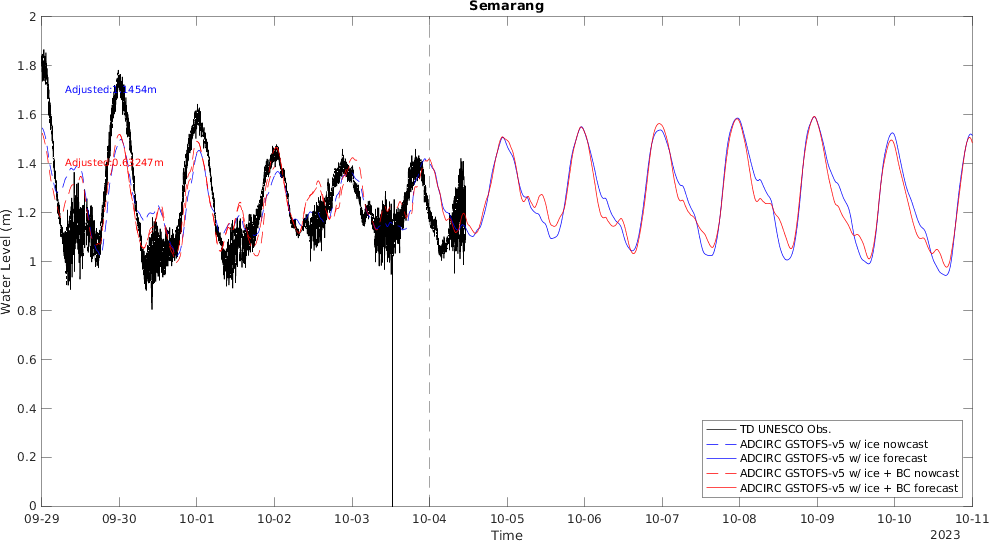 Semarang
Water Level (m)
2
1.8
1.6
1.4
1.2
1
0.8
0.6
0.4
0.2
0
Adjusted:
Adjusted:0.63247m
TD UNESCO Obs.
ADCIRC GSTOFS-v5 w/ ice nowcast
ADCIRC GSTOFS-v5 w/ ice forecast
ADCIRC GSTOFS-v5 w/ ice + BC nowcast
ADCIRC GSTOFS-v5 w/ ice + BC forecast
09-29 09-30 10-01 10-02 10-03 10-04 10-05 10-06 10-07 10-08 10-09 10-10 10-11
Time
2023